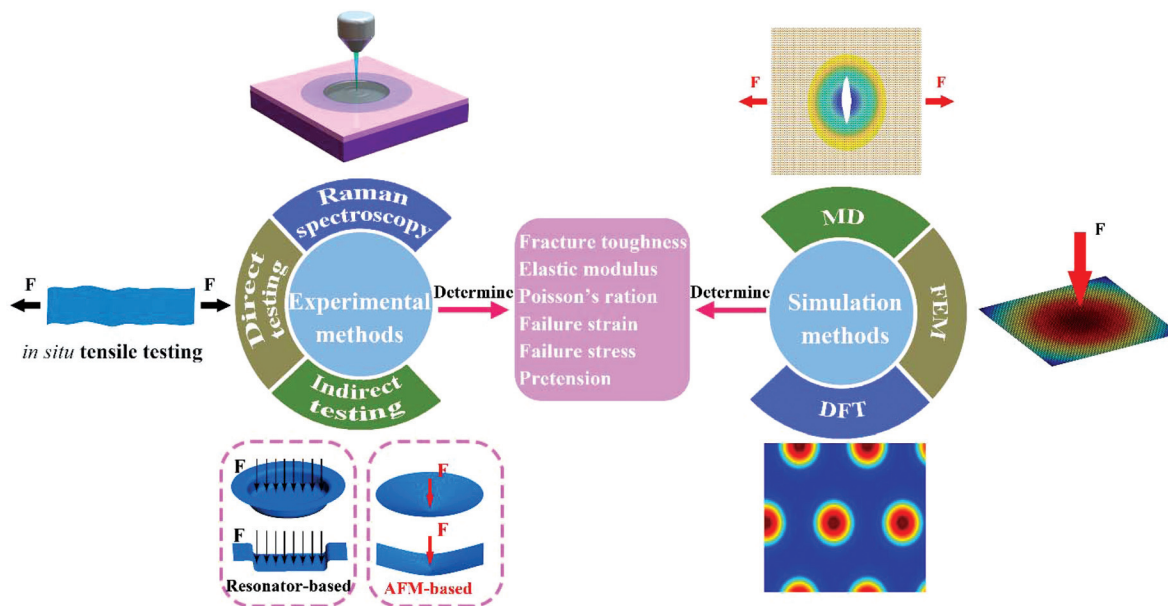 F
F
F
Raman
spectroscopy
Direct
testing
Indirect
testing
Experimental
methods
F
F
in situ tensile testing
Determine
Fracture toughness
Elastic modulus
Poisson's ration
Failure strain
Failure stress
Pretension
Determine
MD
FEM
DFT
Simulation
methods
F
F
F
Resonator-based
F
F
AFM-based